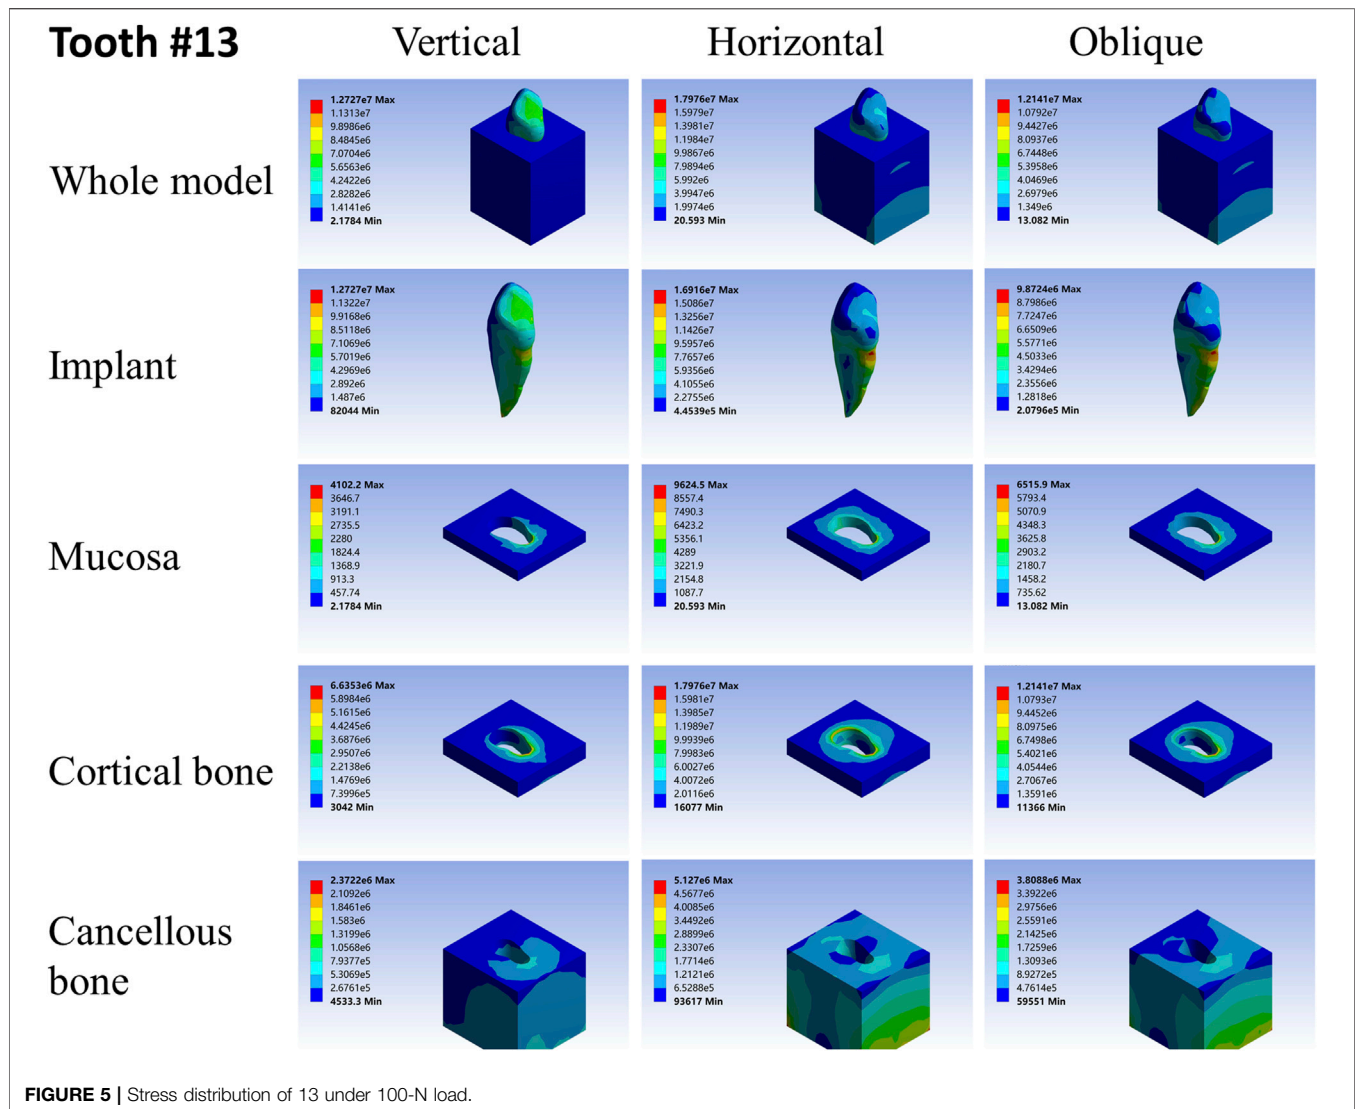 Tooth #13
Vertical
Horizontal
Oblique
Whole model
1.2727e7 Max
1.1313e7
9.8986e6
8.4845e6
7.0704e6
5.6563e6
4.2422e6
2.8282e6
1.4141e6
2.1784 Min
1.7976e7 Max
1.5979e7
1.3981e7
1.1984e7
9.9867e6
7.9894e6
5.992e6
3.9947e6
1.9974e6
20.593 Min
1.2141e7 Max
1.0792e7
9.4427e6
8.0937e6
6.7448e6
5.3958e6
4.0469e6
2.6979e6
1.349e6
13.082 Min
Implant
1.2727e7 Max
1.1322e7
9.9168e6
8.5118e6
7.1069e6
5.7019e6
4.2969e6
2.892e6
1.487e6
82044 Min
1.6916e7 Max
1.5086e7
1.3256e7
1.1426e7
9.5957e6
7.7657e6
5.9356e6
4.1055e6
2.2755e6
4.4539e5 Min
9.8724e6 Max
8.7986e6
7.7247e6
6.6509e6
5.5771e6
4.5033e6
3.4294e6
2.3556e6
1.2818e6
2.0796e5 Min
Mucosa
4102.2 Max
3646.7
3191.1
2735.5
2280
1824.4
1368.9
913.3
457.74
2.1784 Min
9624.5 Max
8557.4
7490.3
6423.2
5356.1
4289
3221.9
2154.8
1087.7
20.593 Min
6515.9 Max
5793.4
5070.9
4348.3
3625.8
2903.2
2180.7
1458.2
735.62
13.082 Min
Cortical bone
6.6353e6 Max
5.8984e6
5.1615e6
4.4245e6
3.6876e6
2.9507e6
2.2138e6
1.4769e6
7.3996e5
3042 Min
1.7976e7 Max
1.5981e7
1.3985e7
1.1989e7
9.9939e6
7.9983e6
6.0027e6
4.0072e6
2.0116e6
16077 Min
1.2141e7 Max
1.0793e7
9.4452e6
8.0975e6
6.7498e6
5.4021e6
4.0544e6
2.7067e6
1.3591e6
11366 Min
Cancellous
bone
2.3722e6 Max
2.1092e6
1.8461e6
1.583e6
1.3199e6
1.0568e6
7.9377e5
5.3069e5
2.6761e5
4533.3 Min
5.127e6 Max
4.5677e6
4.0085e6
3.4492e6
2.8899e6
2.3307e6
1.7714e6
1.2121e6
6.5288e5
93617 Min
3.8088e6 Max
3.3922e6
2.9756e6
2.5591e6
2.1425e6
1.7259e6
1.3093e6
8.9272e5
4.7614e5
59551 Min
FIGURE 5 | Stress distribution of 13 under 100-N load.